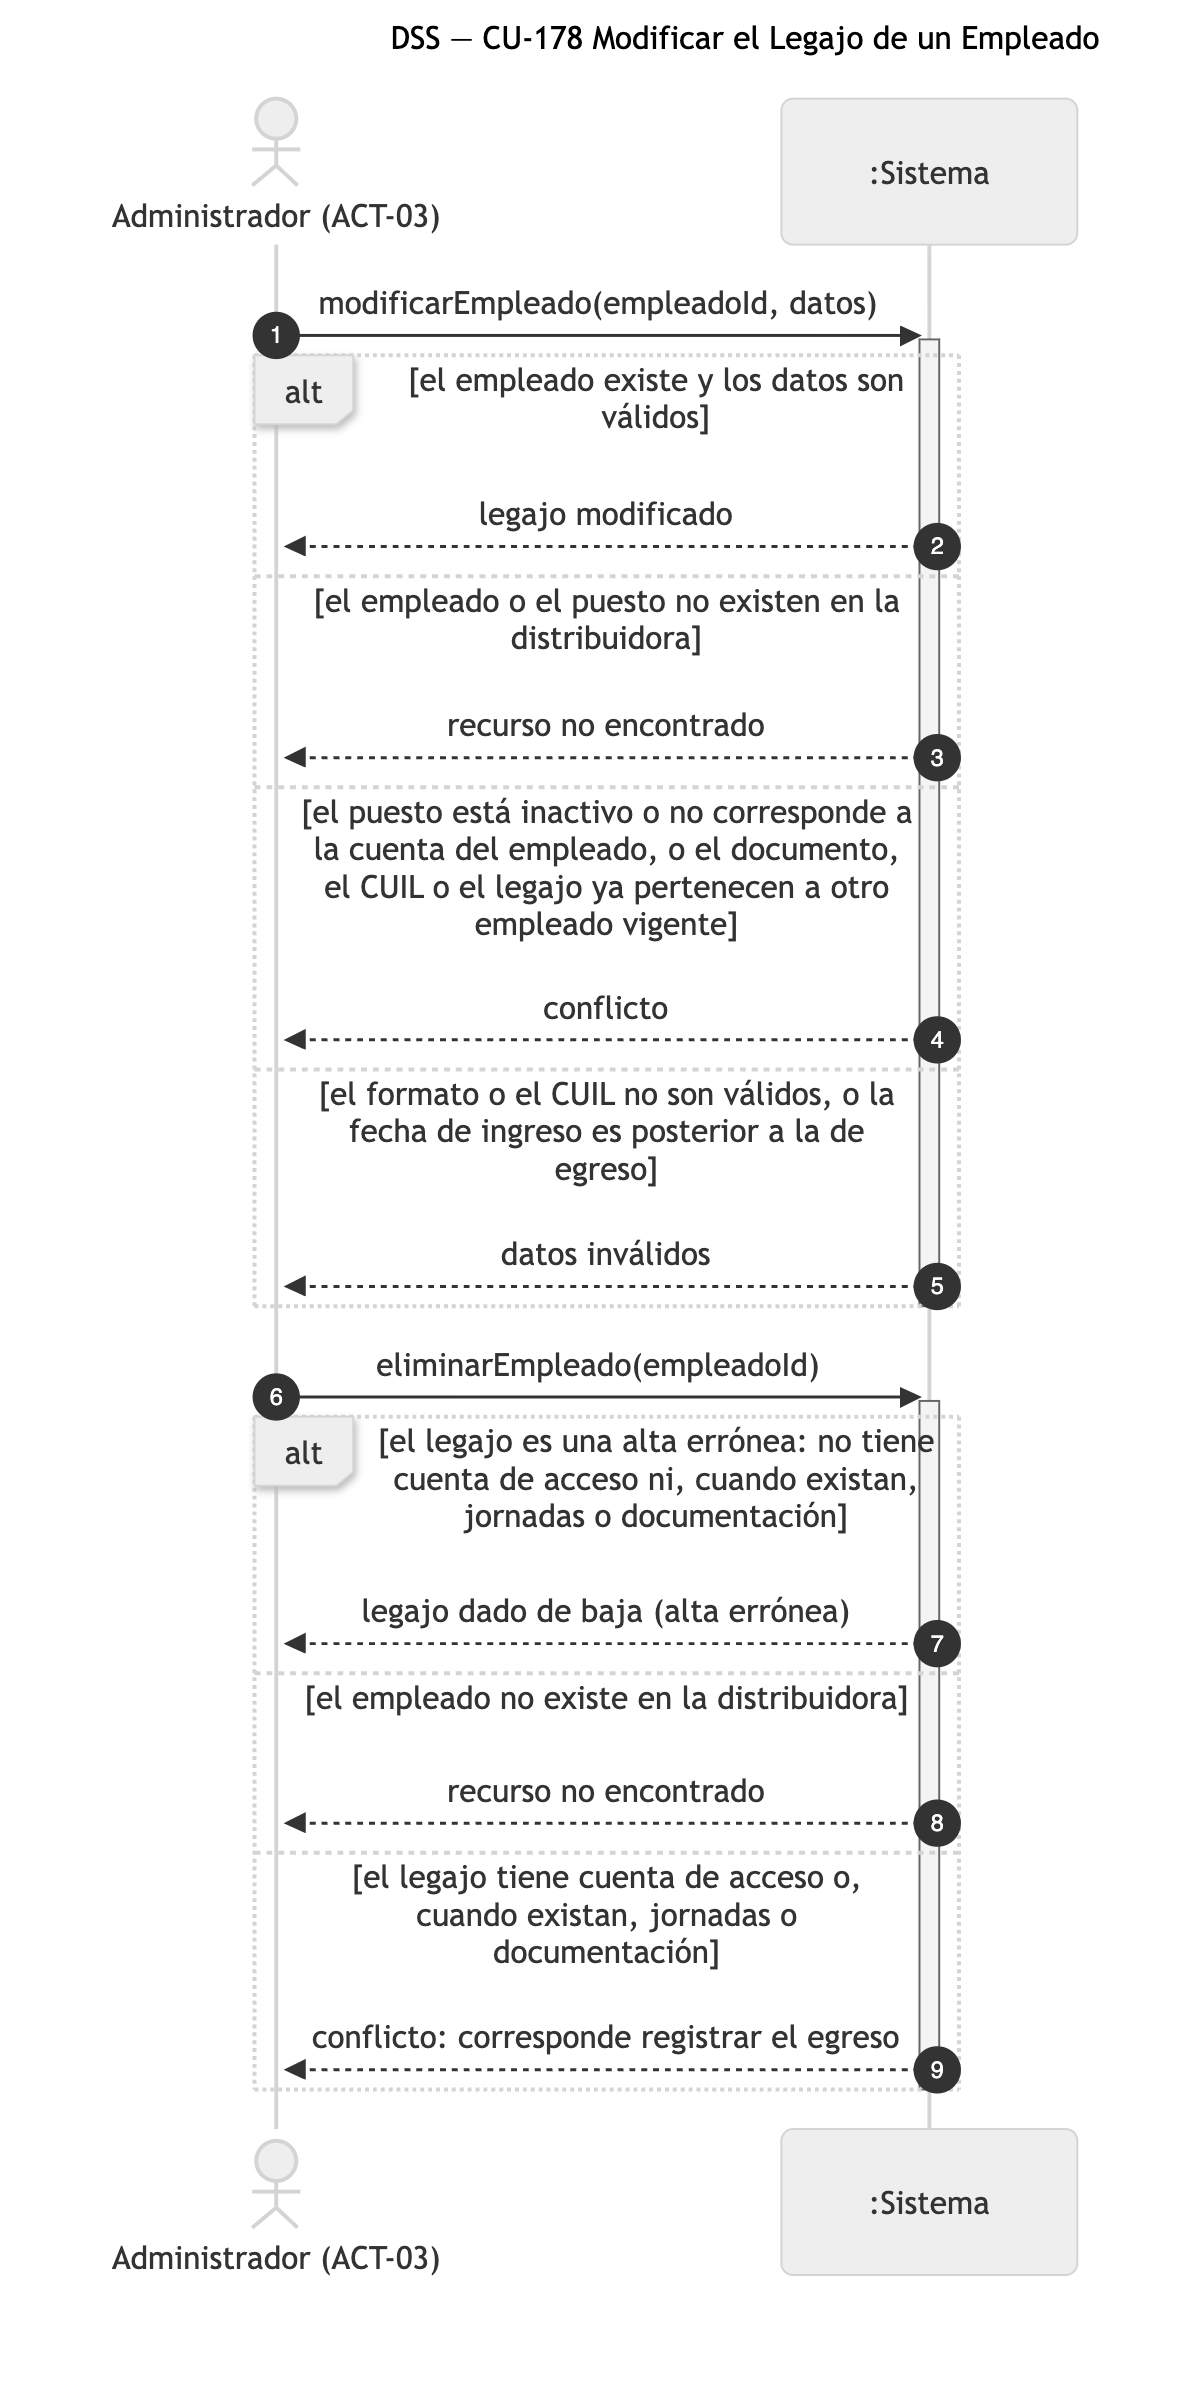 DSS — CU-178 Modificar el Legajo de un Empleado
Administrador (ACT-03)
:Sistema
modificarEmpleado(empleadoId, datos)
1
alt
[el empleado existe y los datos son
válidos]
legajo modificado
2
[el empleado o el puesto no existen en la
distribuidora]
recurso no encontrado
3
[el puesto está inactivo o no corresponde a
la cuenta del empleado, o el documento,
el CUIL o el legajo ya pertenecen a otro
empleado vigente]
conflicto
4
[el formato o el CUIL no son válidos, o la
fecha de ingreso es posterior a la de
egreso]
datos inválidos
5
eliminarEmpleado(empleadoId)
6
alt
[el legajo es una alta errónea: no tiene
cuenta de acceso ni, cuando existan,
jornadas o documentación]
legajo dado de baja (alta errónea)
7
[el empleado no existe en la distribuidora]
recurso no encontrado
8
[el legajo tiene cuenta de acceso o,
cuando existan, jornadas o
documentación]
conflicto: corresponde registrar el egreso
9
:Sistema
Administrador (ACT-03)